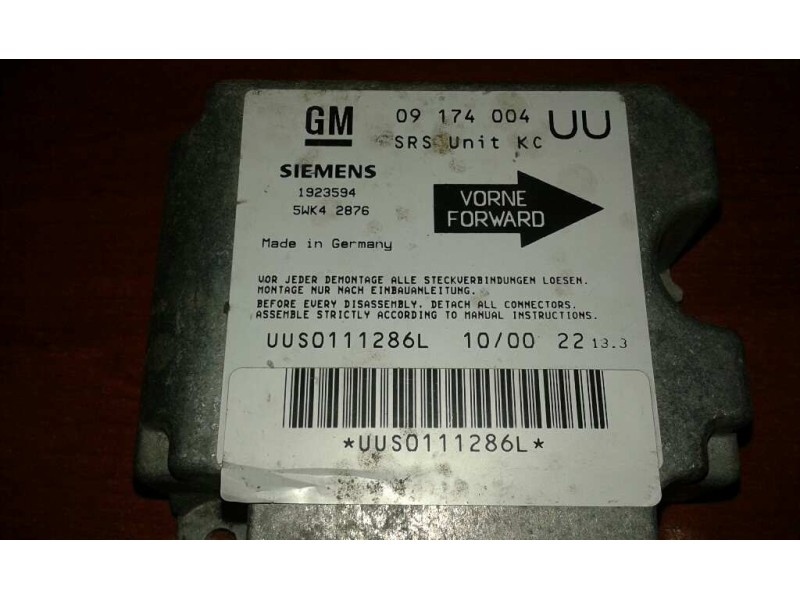 GM 09 174 004 UU
SRS Unit KC
SIEMENS
1923594
5WK4 2876
VORNE
FORWARD
Made in Germany
VOR JEDER DEMONTAGE ALLE STECKVERBINDUNGEN LOESEN.
MONTAGE NUR NACH EINBAUANLEITUNG.
BEFORE EVERY DISASSEMBLY, DETACH ALL CONNECTORS.
ASSEMBLE STRICTLY ACCORDING TO MANUAL INSTRUCTIONS.
UUS0111286L 10/00 22 13.3
*UUS0111286L*